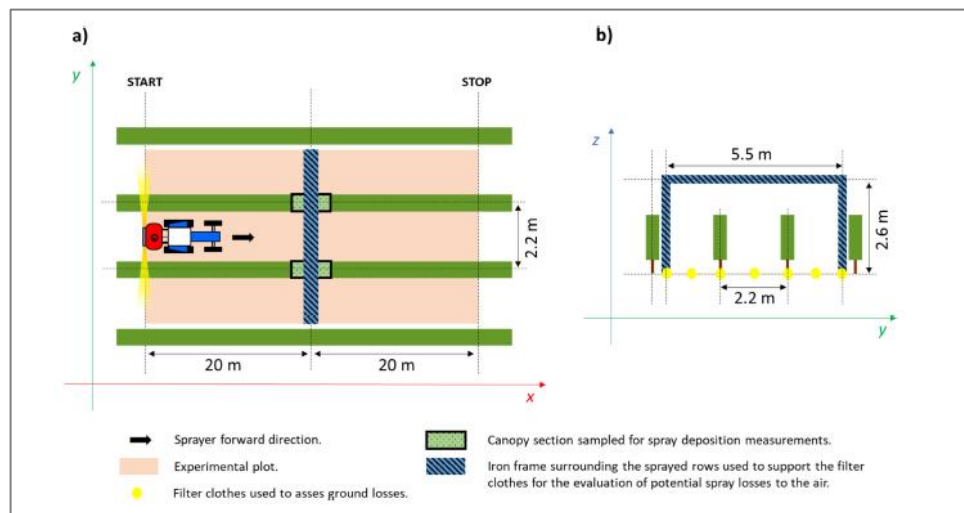 a)
b)
y
START
STOP
z
5.5 m
2.2 m
2.6 m
2.2 m
20 m
20 m
y
x
Sprayer forward direction.
Canopy section sampled for spray deposition measurements.
Experimental plot.
Iron frame surrounding the sprayed rows used to support the filter
clothes for the evaluation of potential spray losses to the air.
Filter clothes used to asses ground losses.